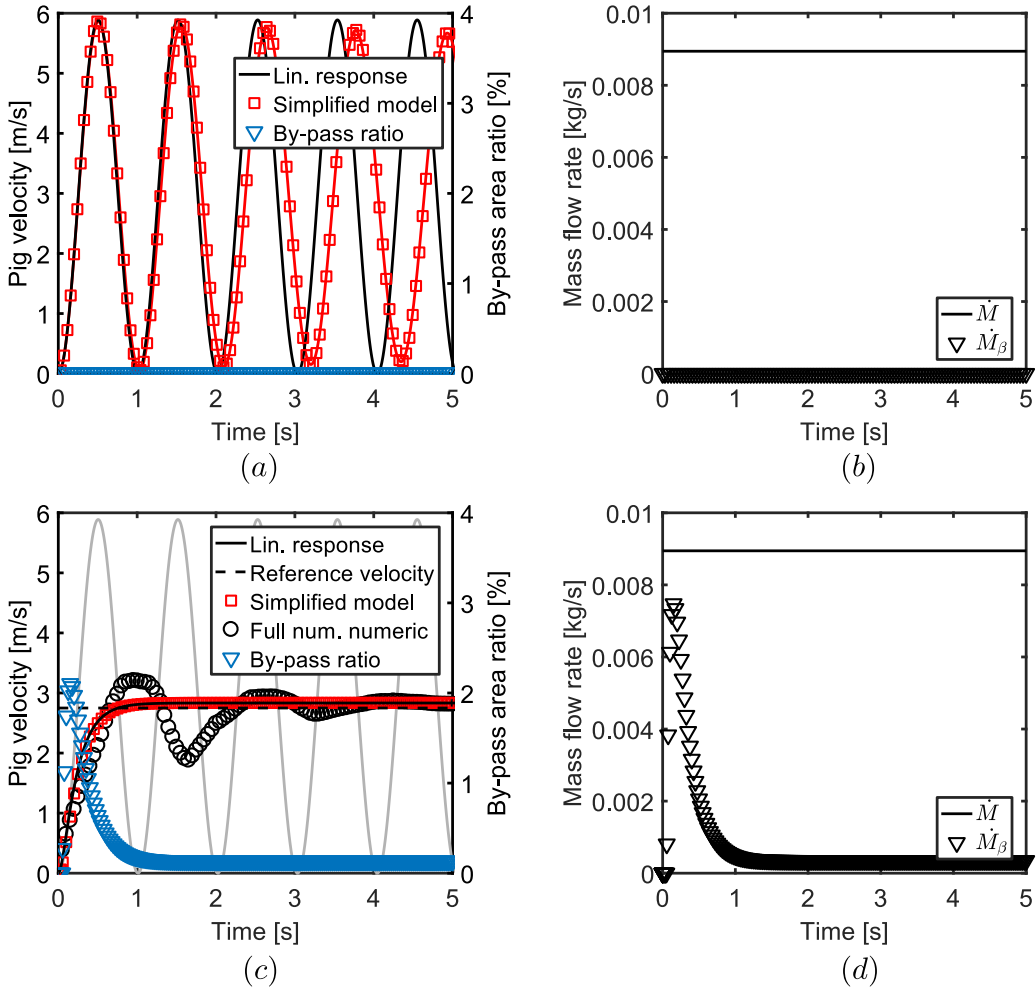 Pig velocity [m/s]
6
5
4
3
2
1
0
Lin. response
Simplified model
By-pass ratio
4
3
2
1
0
By-pass area ratio [%]
0 1 2 3 4 5
Time [s]
(a)
Mass flow rate [kg/s]
0.01
0.008
0.006
0.004
0.002
0
Ṁ
Ṁβ
0 1 2 3 4 5
Time [s]
(b)
Pig velocity [m/s]
6
5
4
3
2
1
0
Lin. response
Reference velocity
Simplified model
Full num. numeric
By-pass ratio
4
3
2
1
0
By-pass area ratio [%]
0 1 2 3 4 5
Time [s]
(c)
Mass flow rate [kg/s]
0.01
0.008
0.006
0.004
0.002
0
Ṁ
Ṁβ
0 1 2 3 4 5
Time [s]
(d)